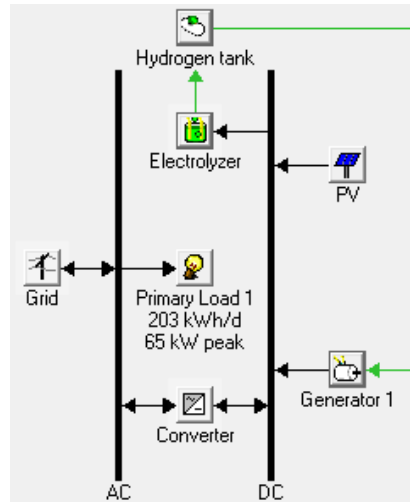 Hydrogen tank
Electrolyzer
PV
Grid
Primary Load 1
203 kWh/d
65 kW peak
Generator 1
Converter
AC
DC